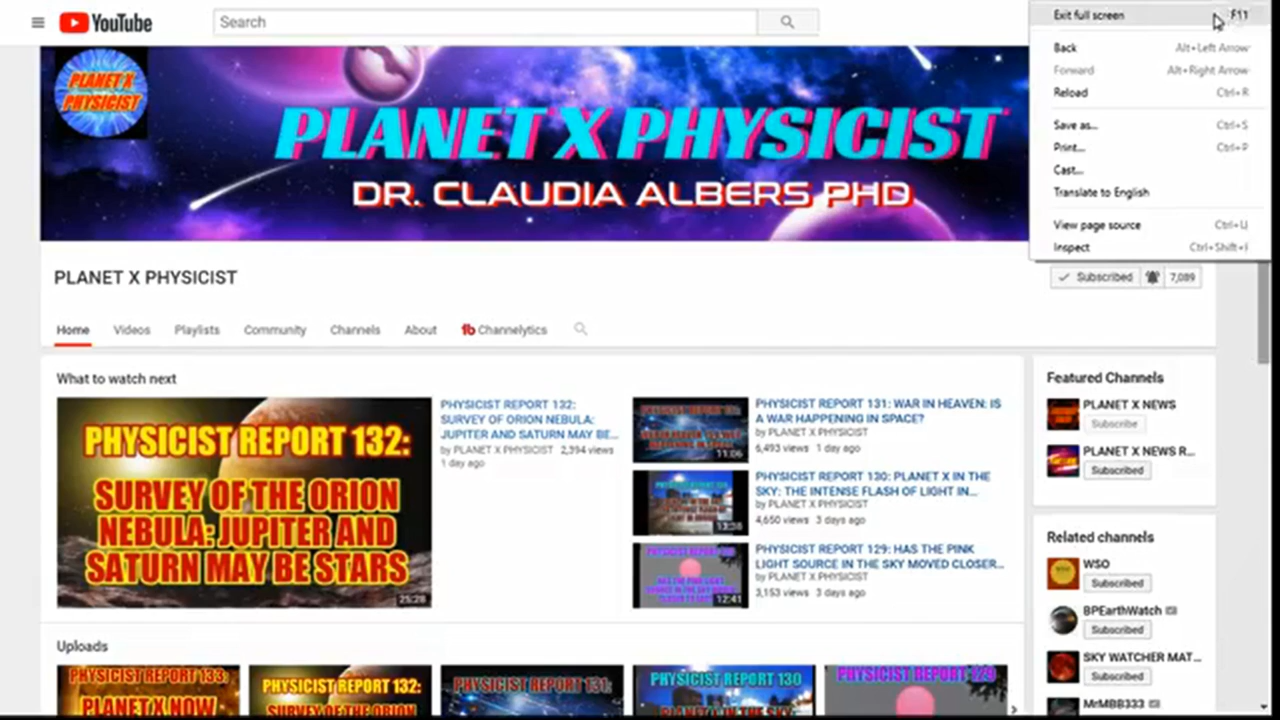 YouTube
Search
Exit full screen F11
Back Alt+Left Arrow
Forward Alt+Right Arrow
Reload Ctrl+R
Save as... Ctrl+S
Print... Ctrl+P
Cast...
Translate to English
View page source Ctrl+U
Inspect Ctrl+Shift+I
PLANET X
PHYSICIST
PLANET X PHYSICIST
DR. CLAUDIA ALBERS PHD
PLANET X PHYSICIST
Subscribed 7,089
Home Videos Playlists Community Channels About Channelytics
What to watch next
PHYSICIST REPORT 132:
SURVEY OF THE ORION
NEBULA: JUPITER AND
SATURN MAY BE STARS
25:28
PHYSICIST REPORT 132:
SURVEY OF ORION NEBULA:
JUPITER AND SATURN MAY BE...
by PLANET X PHYSICIST 2,394 views
1 day ago
11:06
PHYSICIST REPORT 131: WAR IN HEAVEN: IS
A WAR HAPPENING IN SPACE?
by PLANET X PHYSICIST
6,493 views 1 day ago
PHYSICIST REPORT 130: PLANET X IN THE
SKY: THE INTENSE FLASH OF LIGHT IN...
by PLANET X PHYSICIST
4,650 views 3 days ago
12:41
PHYSICIST REPORT 129: HAS THE PINK
LIGHT SOURCE IN THE SKY MOVED CLOSER...
by PLANET X PHYSICIST
3,153 views 3 days ago
Featured Channels
PLANET X NEWS
Subscribe
PLANET X NEWS R...
Subscribed
Related channels
WSO
Subscribed
BPEarthWatch
Subscribed
SKY WATCHER MAT...
Subscribed
MrMBB333
Uploads
PHYSICIST REPORT 133:
PLANET X NOW
PHYSICIST REPORT 132:
PHYSICIST REPORT 131:
PHYSICIST REPORT 130
PLANET X IN THE SKY
PHYSICIST REPORT 129